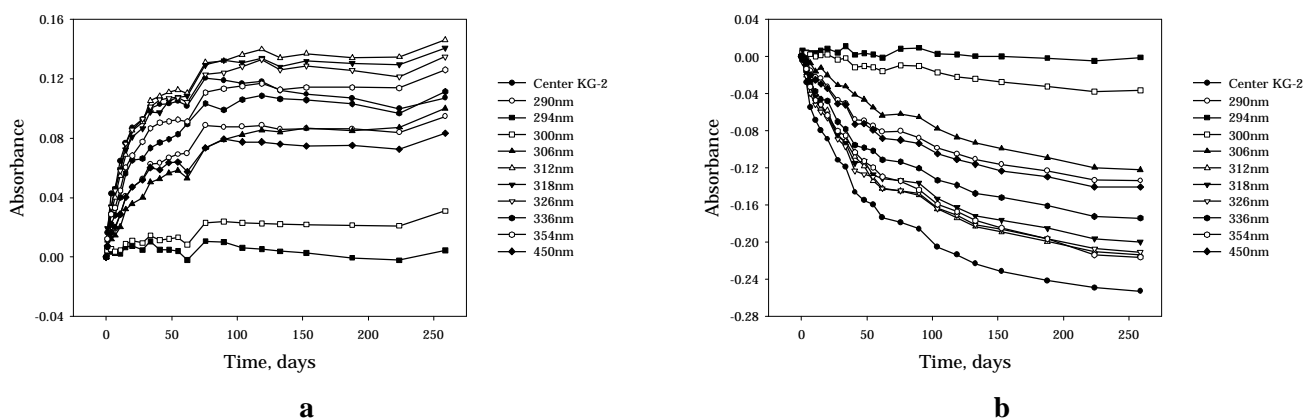 0.16
0.12
0.08
0.04
0.00
-0.04
Absorbance
0 50 100 150 200 250
Time, days
Center KG-2
290nm
294nm
300nm
306nm
312nm
318nm
326nm
336nm
354nm
450nm
a
0.04
0.00
-0.04
-0.08
-0.12
-0.16
-0.20
-0.24
-0.28
Absorbance
0 50 100 150 200 250
Time, days
Center KG-2
290nm
294nm
300nm
306nm
312nm
318nm
326nm
336nm
354nm
450nm
b